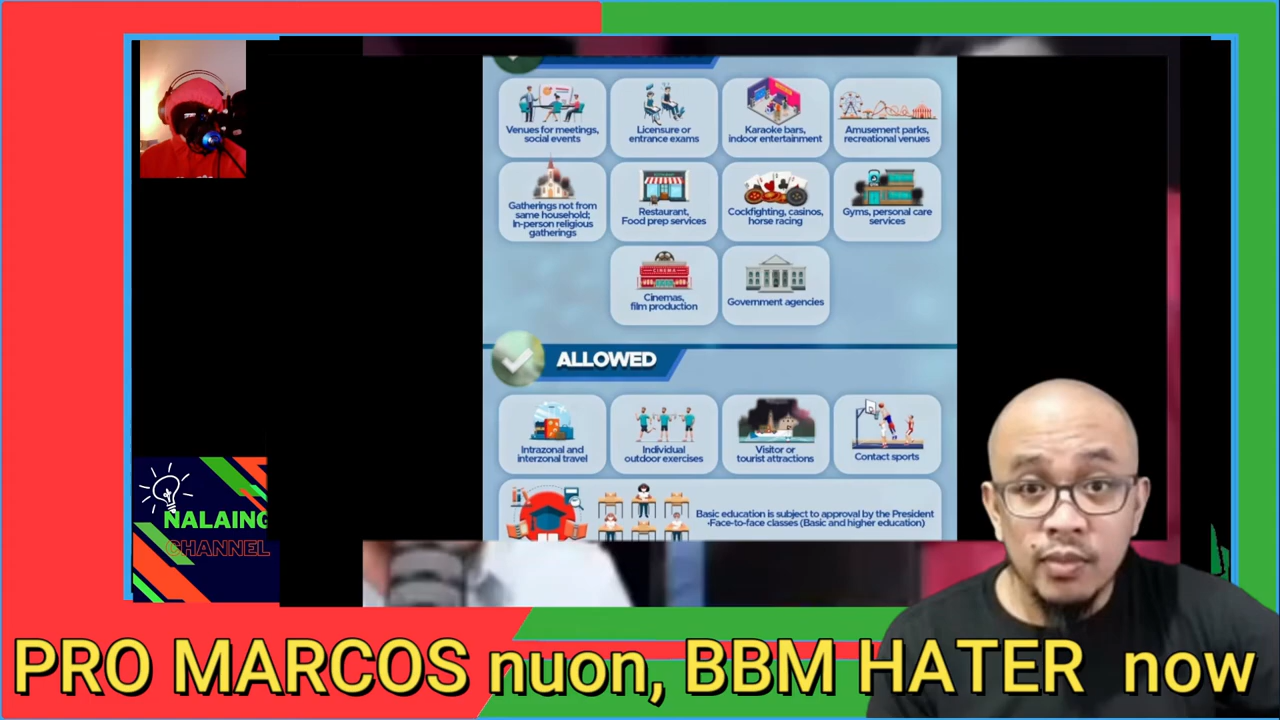 Venues for meetings,
social events
Licensure or
entrance exams
Karaoke bars,
indoor entertainment
Amusement parks,
recreational venues
Gatherings not from
same household;
In-person religious
gatherings
Restaurant,
Food prep services
Cockfighting, casinos,
horse racing
Gyms, personal care
services
CINEMA
Cinemas,
film production
Government agencies
ALLOWED
Intrazonal and
interzonal travel
Individual
outdoor exercises
Visitor or
tourist attractions
Contact sports
Basic education is subject to approval by the President
-Face-to-face classes (Basic and higher education)
NALAING
CHANNEL
PRO MARCOS nuon, BBM HATER now